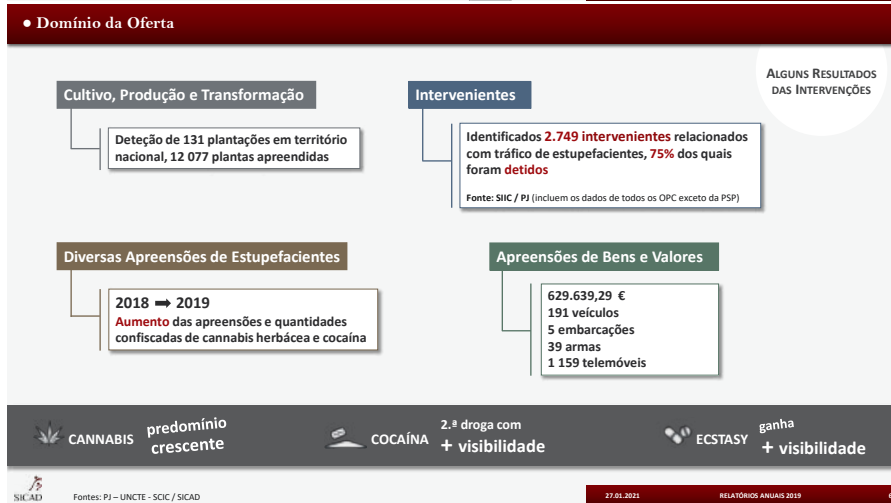 • Domínio da Oferta
ALGUNS RESULTADOS
DAS INTERVENÇÕES
Cultivo, Produção e Transformação
Deteção de 131 plantações em território
nacional, 12 077 plantas apreendidas
Intervenientes
Identificados 2.749 intervenientes relacionados
com tráfico de estupefacientes, 75% dos quais
foram detidos
Fonte: SIIC / PJ (incluem os dados de todos os OPC exceto da PSP)
Diversas Apreensões de Estupefacientes
2018 ➡ 2019
Aumento das apreensões e quantidades
confiscadas de cannabis herbácea e cocaína
Apreensões de Bens e Valores
629.639,29 €
191 veículos
5 embarcações
39 armas
1 159 telemóveis
CANNABIS predomínio
crescente
COCAÍNA 2.ª droga com
+ visibilidade
ECSTASY ganha
+ visibilidade
SICAD
Fontes: PJ – UNCTE - SCIC / SICAD
27.01.2021
RELATÓRIOS ANUAIS 2019